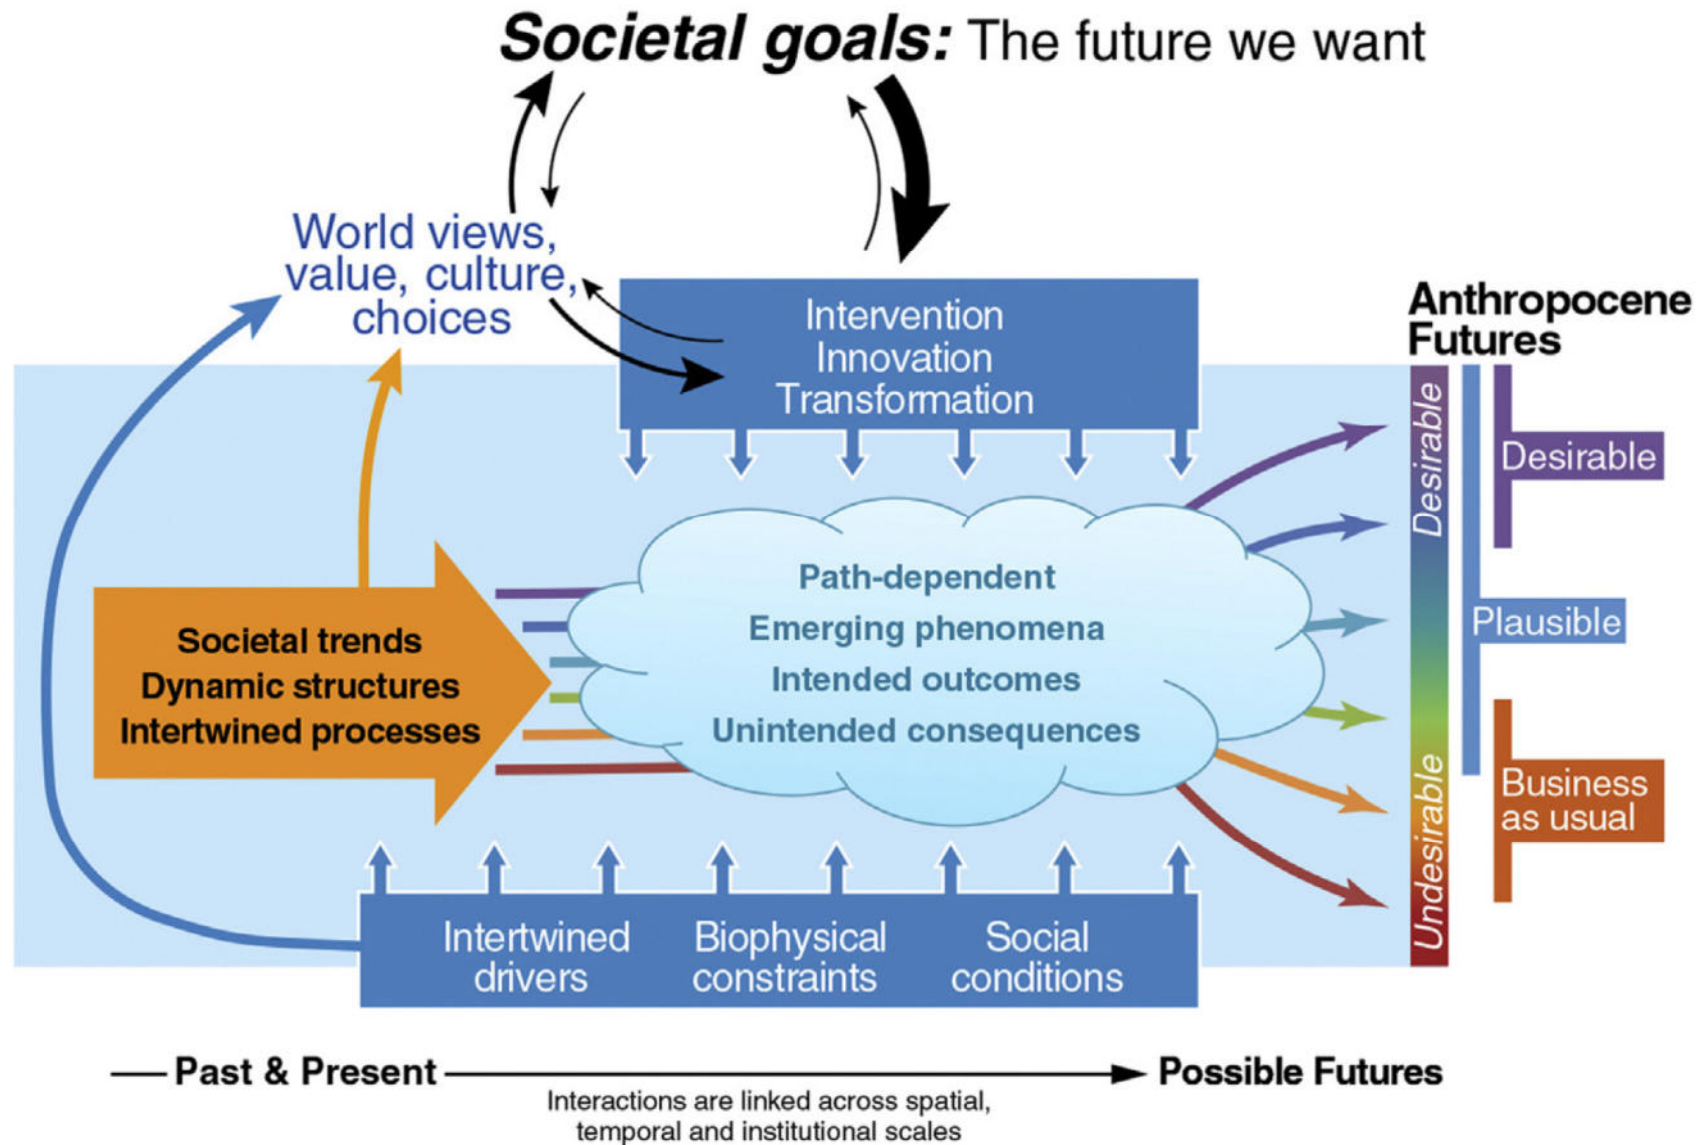 Societal goals: The future we want
World views,
value, culture,
choices
Intervention
Innovation
Transformation
Anthropocene
Futures
Desirable
Undesirable
Desirable
Plausible
Business
as usual
Path-dependent
Emerging phenomena
Intended outcomes
Unintended consequences
Societal trends
Dynamic structures
Intertwined processes
Intertwined
drivers
Biophysical
constraints
Social
conditions
Past & Present
Possible Futures
Interactions are linked across spatial,
temporal and institutional scales